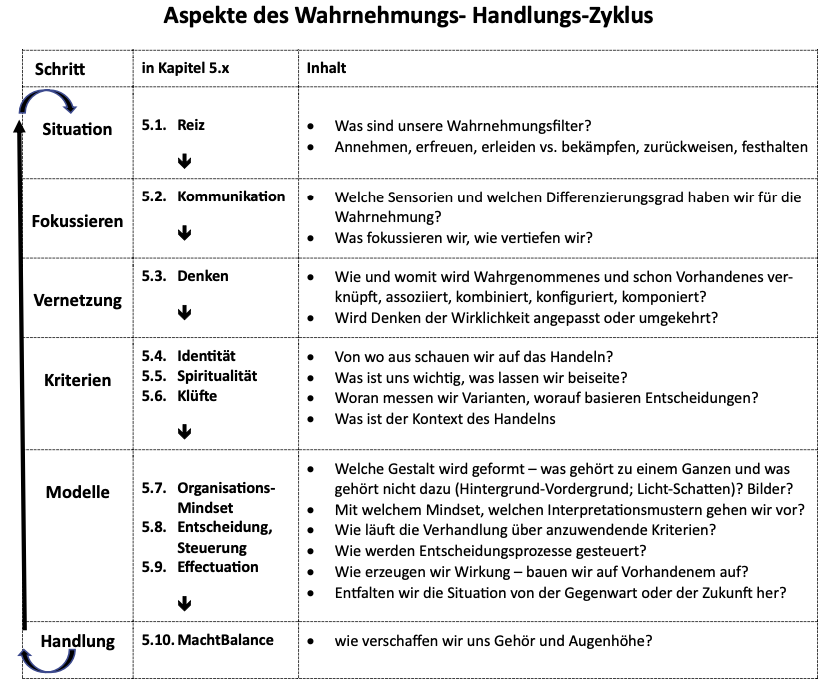 Aspekte des Wahrnehmungs- Handlungs-Zyklus
Schritt
in Kapitel 5.x
Inhalt
Situation
5.1. Reiz
• Was sind unsere Wahrnehmungsfilter?
• Annehmen, erfreuen, erleiden vs. bekämpfen, zurückweisen, festhalten
Fokussieren
5.2. Kommunikation
• Welche Sensorien und welchen Differenzierungsgrad haben wir für die
Wahrnehmung?
• Was fokussieren wir, wie vertiefen wir?
Vernetzung
5.3. Denken
• Wie und womit wird Wahrgenommenes und schon Vorhandenes ver-
knüpft, assoziiert, kombiniert, konfiguriert, komponiert?
• Wird Denken der Wirklichkeit angepasst oder umgekehrt?
Kriterien
5.4. Identität
5.5. Spiritualität
5.6. Klüfte
• Von wo aus schauen wir auf das Handeln?
• Was ist uns wichtig, was lassen wir beiseite?
• Woran messen wir Varianten, worauf basieren Entscheidungen?
• Was ist der Kontext des Handelns
Modelle
5.7. Organisations-
Mindset
5.8. Entscheidung,
Steuerung
5.9. Effectuation
• Welche Gestalt wird geformt – was gehört zu einem Ganzen und was
gehört nicht dazu (Hintergrund-Vordergrund; Licht-Schatten)? Bilder?
• Mit welchem Mindset, welchen Interpretationsmustern gehen wir vor?
• Wie läuft die Verhandlung über anzuwendende Kriterien?
• Wie werden Entscheidungsprozesse gesteuert?
• Wie erzeugen wir Wirkung – bauen wir auf Vorhandenem auf?
• Entfalten wir die Situation von der Gegenwart oder der Zukunft her?
Handlung
5.10. MachtBalance
• wie verschaffen wir uns Gehör und Augenhöhe?